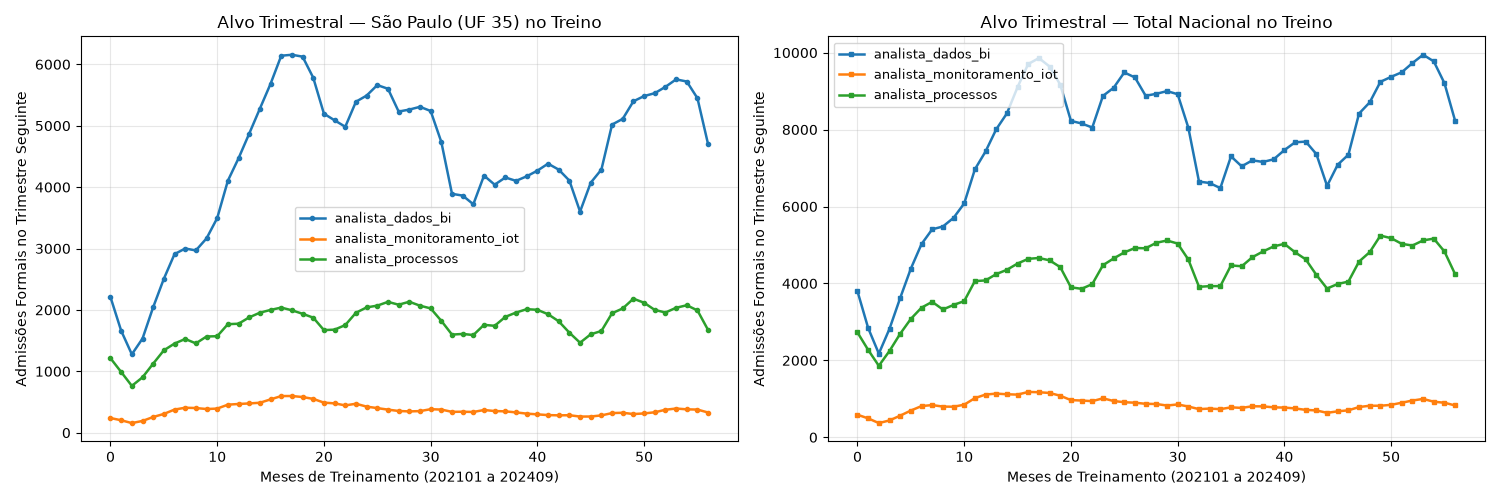 Alvo Trimestral — São Paulo (UF 35) no Treino
Admissões Formais no Trimestre Seguinte
6000
5000
4000
3000
2000
1000
0
analista_dados_bi
analista_monitoramento_iot
analista_processos
0 10 20 30 40 50
Meses de Treinamento (202101 a 202409)
Alvo Trimestral — Total Nacional no Treino
Admissões Formais no Trimestre Seguinte
10000
8000
6000
4000
2000
0
analista_dados_bi
analista_monitoramento_iot
analista_processos
0 10 20 30 40 50
Meses de Treinamento (202101 a 202409)